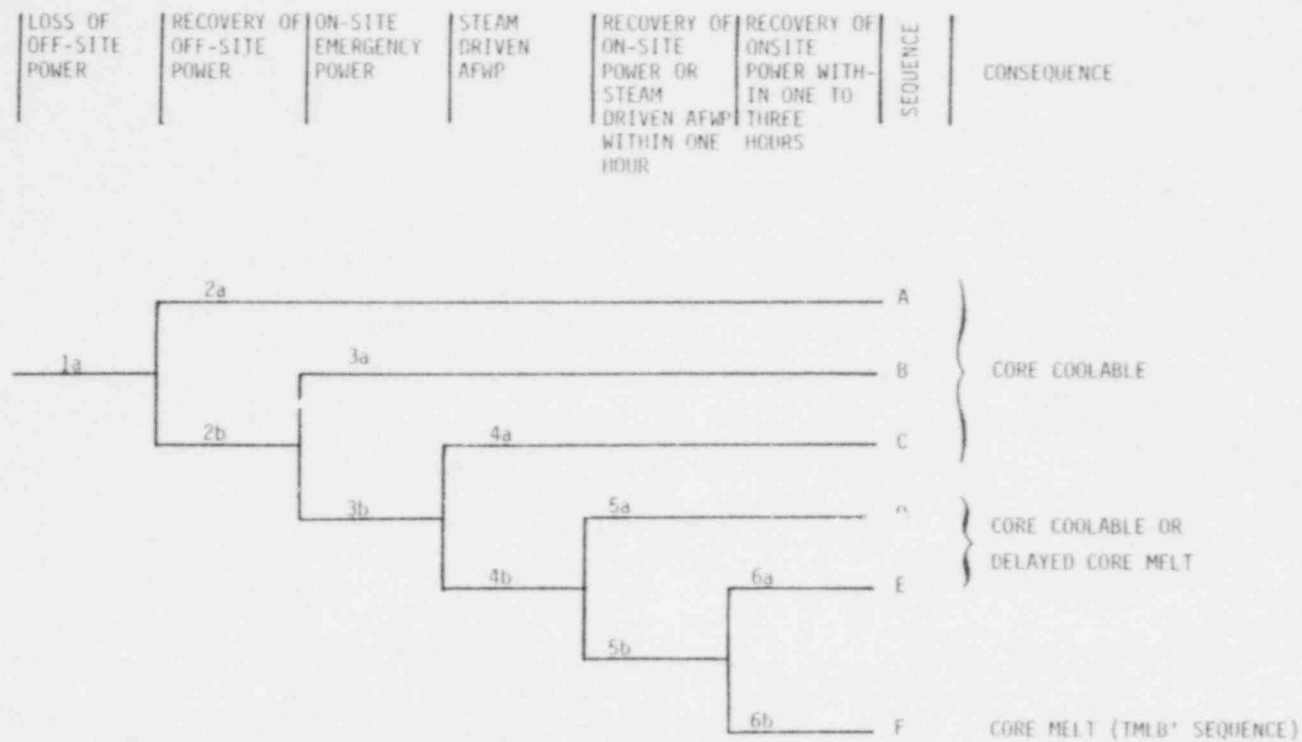 LOSS OF
OFF-SITE
POWER
RECOVERY OF
OFF-SITE
POWER
ON-SITE
EMERGENCY
POWER
STEAM
DRIVEN
AFWP
RECOVERY OF
ON-SITE
POWER OR
STEAM
DRIVEN AFWP
WITHIN ONE
HOUR
RECOVERY OF
ONSITE
POWER WITH-
IN ONE TO
THREE
HOURS
SEQUENCE
CONSEQUENCE
2a
A
1a
3a
B
CORE COOLABLE
2b
4a
C
3b
5a
CORE COOLABLE OR
DELAYED CORE MELT
4b
6a
E
5b
6b
F
CORE MELT (TMLB' SEQUENCE)